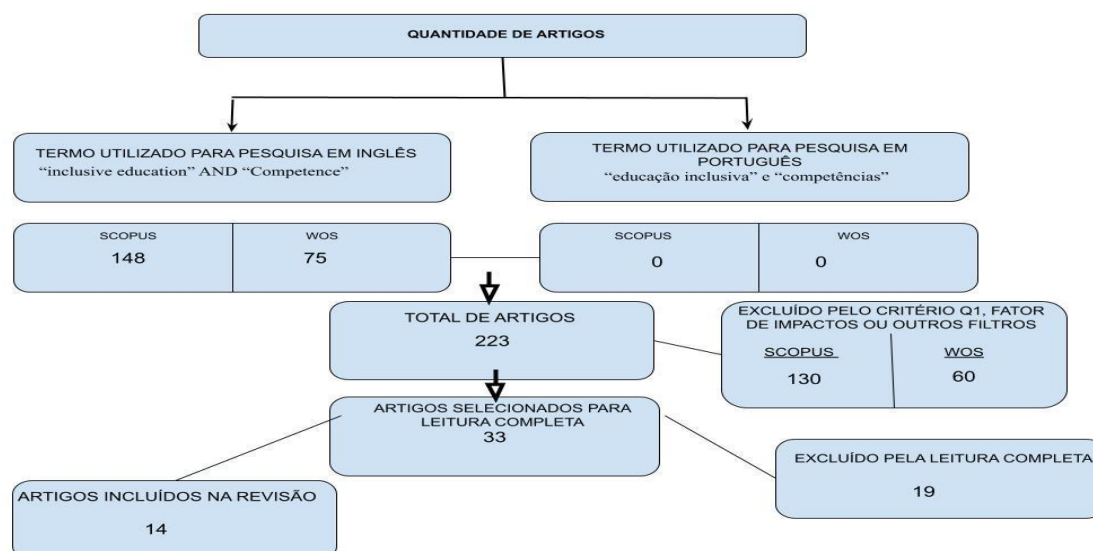 QUANTIDADE DE ARTIGOS
TERMO UTILIZADO PARA PESQUISA EM INGLÊS
“inclusive education” AND “Competence”
TERMO UTILIZADO PARA PESQUISA EM
PORTUGUÊS
“educação inclusiva” e “competências”
SCOPUS
148
WOS
75
SCOPUS
0
WOS
0
TOTAL DE ARTIGOS
223
EXCLUÍDO PELO CRITÉRIO Q1, FATOR
DE IMPACTOS OU OUTROS FILTROS
SCOPUS
130
WOS
60
ARTIGOS SELECIONADOS PARA
LEITURA COMPLETA
33
ARTIGOS INCLUÍDOS NA REVISÃO
14
EXCLUÍDO PELA LEITURA COMPLETA
19